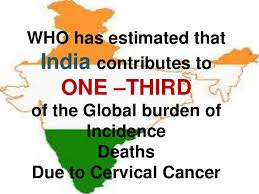 WHO has estimated that
India contributes to
ONE –THIRD
of the Global burden of
Incidence
Deaths
Due to Cervical Cancer